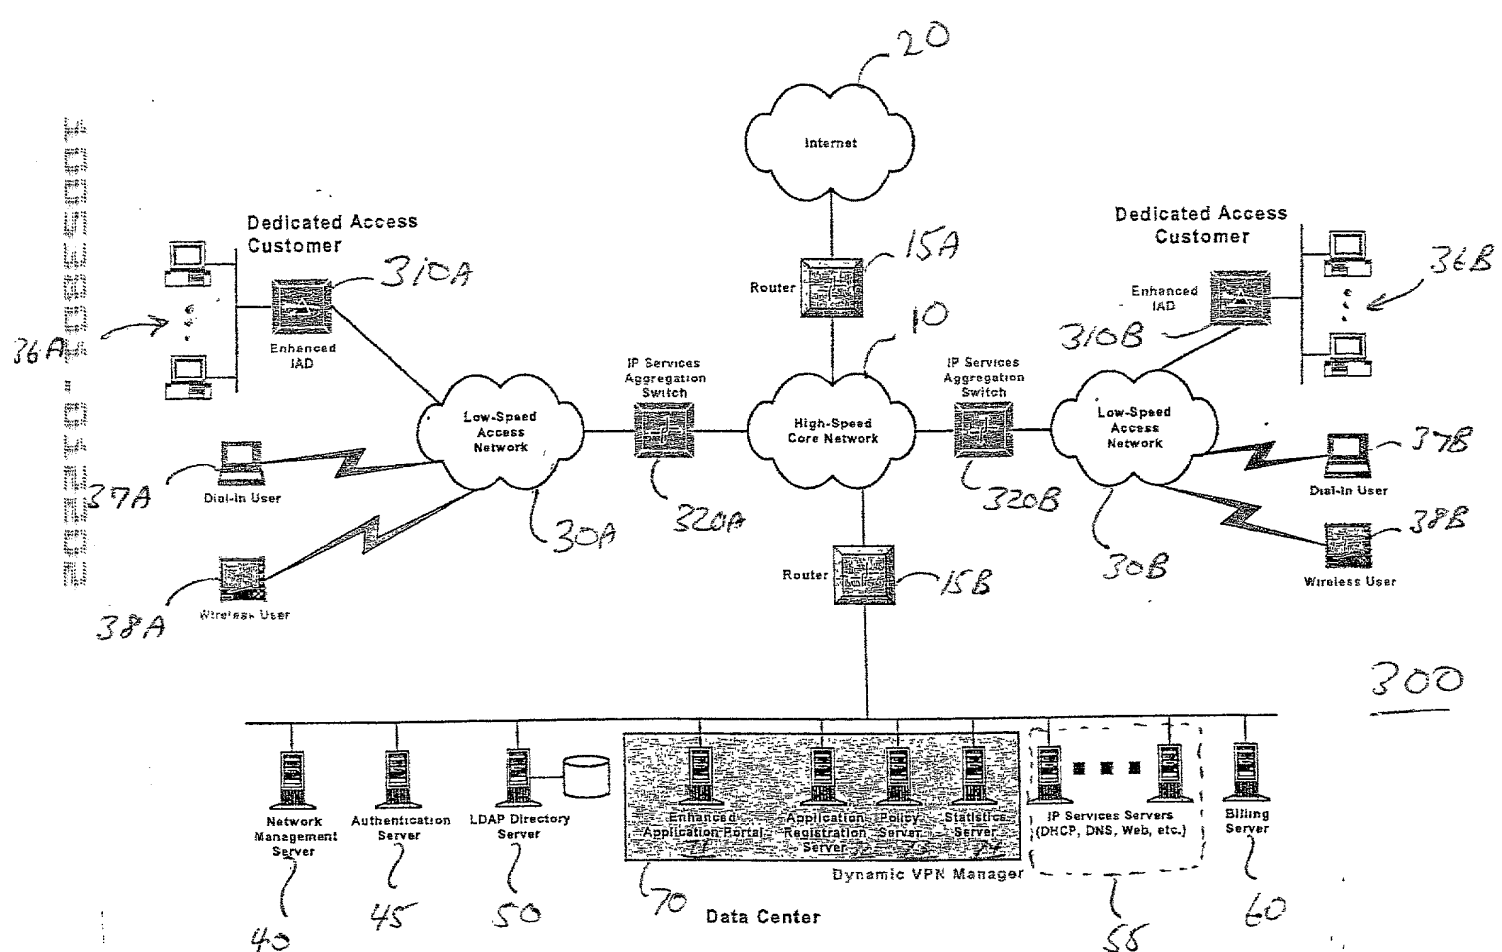 20
Internet
Dedicated Access
Customer
310A
Enhanced
IAD
36A
15A
Router
10
Dedicated Access
Customer
Enhanced
IAD
310B
36B
IP Services
Aggregation
Switch
IP Services
Aggregation
Switch
Low-Speed
Access
Network
High-Speed
Core Network
Low-Speed
Access
Network
37A
Dial-In User
30A
320A
320B
30B
37B
Dial-In User
38A
Wireless User
Router
15B
38B
Wireless User
300
Network
Management
Server
Authentication
Server
LDAP Directory
Server
Enhanced
Application Portal
Application
Registration
Server
Policy
Server
Statistics
Server
IP Services Servers
(DHCP, DNS, Web, etc.)
Billing
Server
Dynamic VPN Manager
40
45
50
70
Data Center
60